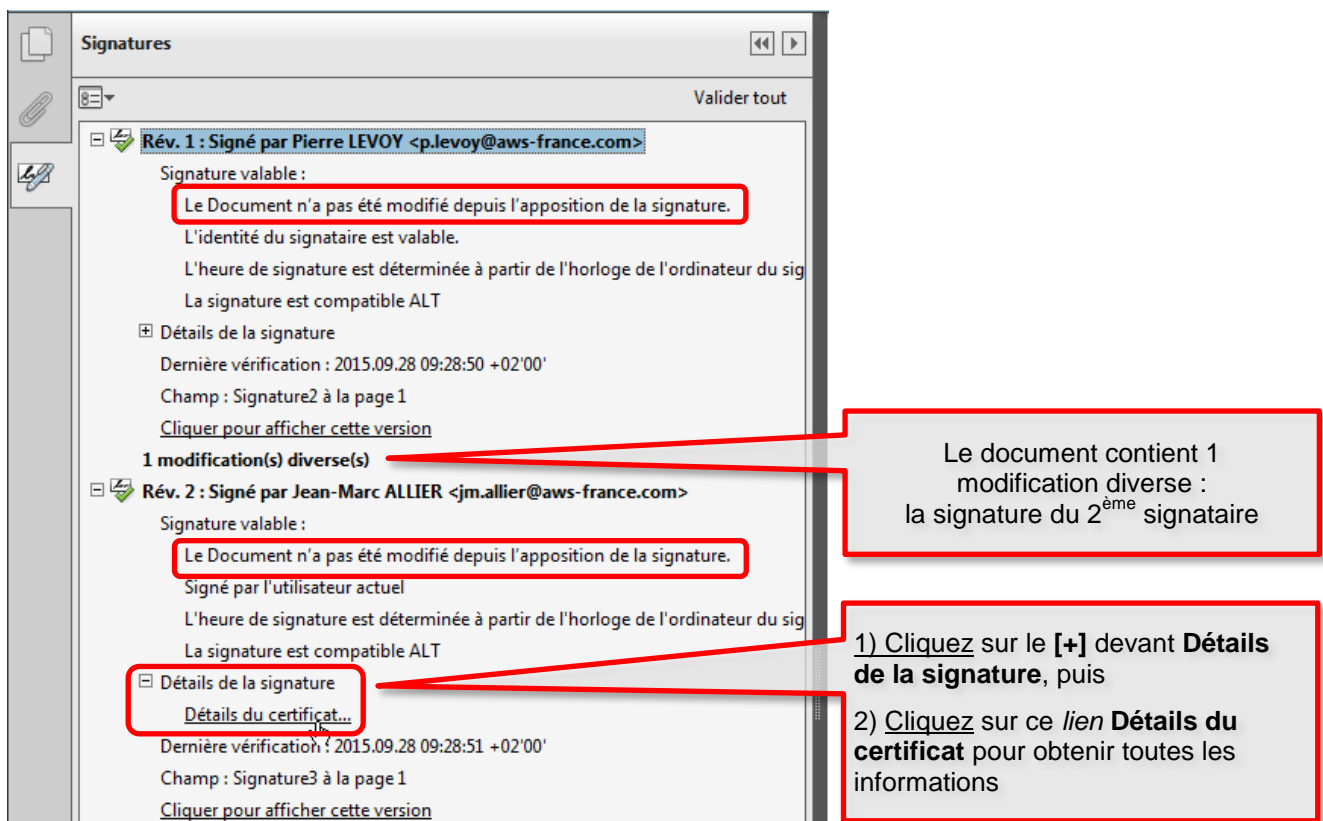 Signatures
Valider tout
Rév. 1 : Signé par Pierre LEVOY <p.levoy@aws-france.com>
Signature valable :
Le Document n'a pas été modifié depuis l'apposition de la signature.
L'identité du signataire est valable.
L'heure de signature est déterminée à partir de l'horloge de l'ordinateur du sig
La signature est compatible ALT
Détails de la signature
Dernière vérification : 2015.09.28 09:28:50 +02'00'
Champ : Signature2 à la page 1
Cliquer pour afficher cette version
1 modification(s) diverse(s)
Rév. 2 : Signé par Jean-Marc ALLIER <jm.allier@aws-france.com>
Signature valable :
Le Document n'a pas été modifié depuis l'apposition de la signature.
Signé par l'utilisateur actuel
L'heure de signature est déterminée à partir de l'horloge de l'ordinateur du sig
La signature est compatible ALT
Détails de la signature
Détails du certificat...
Dernière vérification : 2015.09.28 09:28:51 +02'00'
Champ : Signature3 à la page 1
Cliquer pour afficher cette version
Le document contient 1
modification diverse :
la signature du 2ème signataire
1) Cliquez sur le [+] devant Détails
de la signature, puis
2) Cliquez sur ce lien Détails du
certificat pour obtenir toutes les
informations